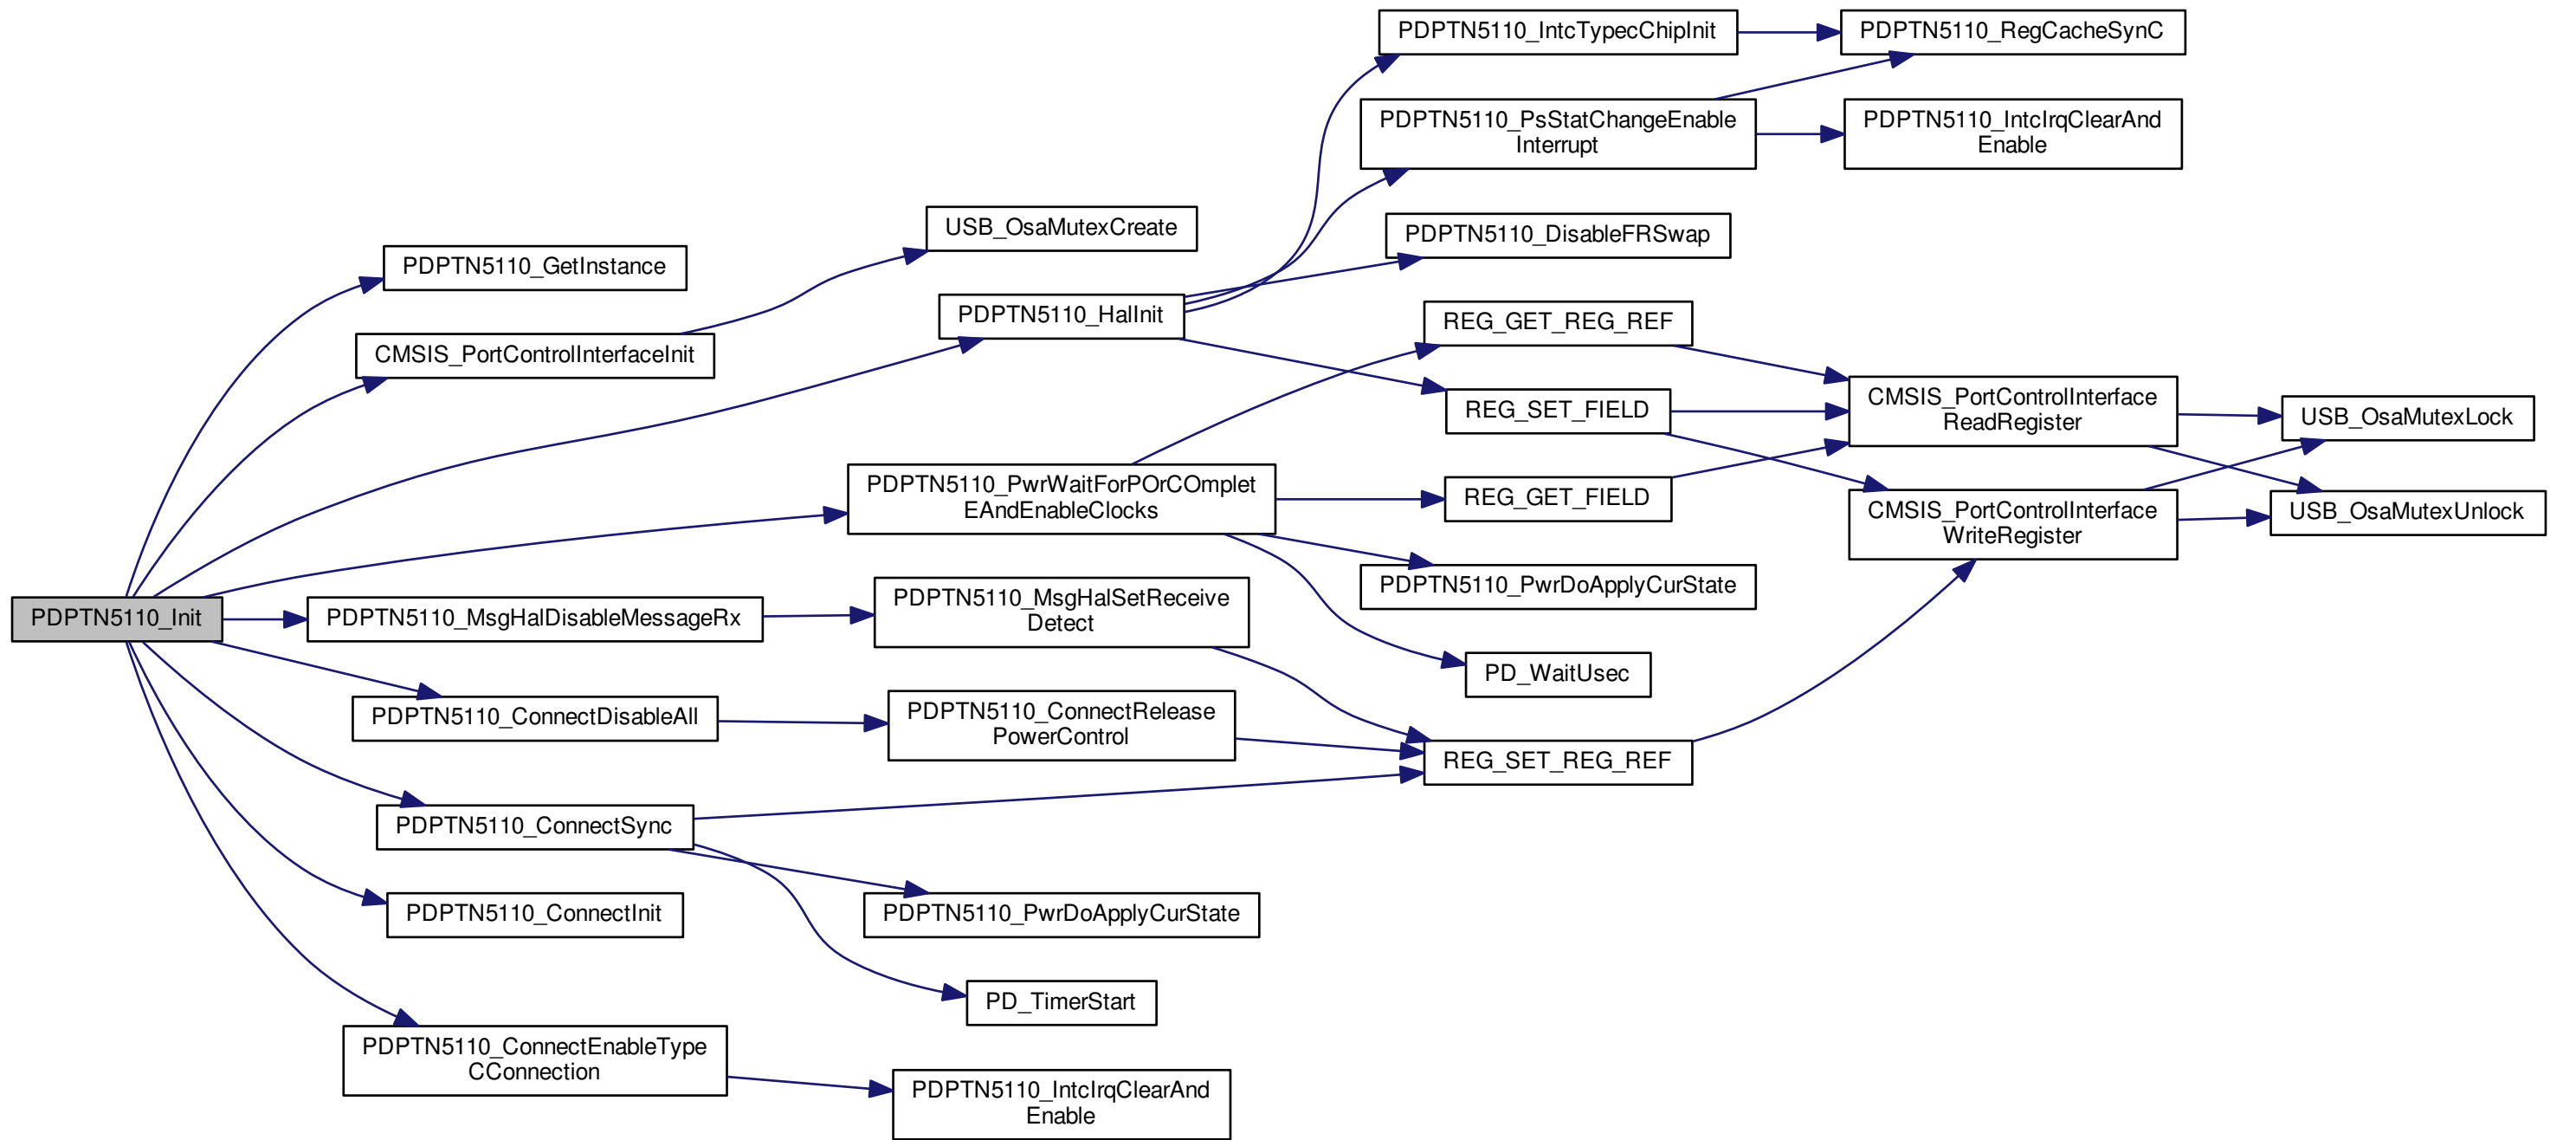 PDPTN5110_Init
PDPTN5110_GetInstance
CMSIS_PortControlInterfaceInit
PDPTN5110_MsgHalDisableMessageRx
PDPTN5110_ConnectDisableAll
PDPTN5110_ConnectSync
PDPTN5110_ConnectInit
PDPTN5110_ConnectEnableType
CConnection
USB_OsaMutexCreate
PDPTN5110_HalInit
PDPTN5110_PwrWaitForPOrCOmplet
EAndEnableClocks
PDPTN5110_MsgHalSetReceive
Detect
PDPTN5110_ConnectRelease
PowerControl
PDPTN5110_PwrDoApplyCurState
PD_TimerStart
PDPTN5110_IntcIrqClearAnd
Enable
PDPTN5110_IntcTypecChipInit
PDPTN5110_PsStatChangeEnable
Interrupt
PDPTN5110_DisableFRSwap
REG_GET_REG_REF
REG_SET_FIELD
REG_GET_FIELD
PDPTN5110_PwrDoApplyCurState
PD_WaitUsec
REG_SET_REG_REF
PDPTN5110_RegCacheSynC
PDPTN5110_IntcIrqClearAnd
Enable
CMSIS_PortControlInterface
ReadRegister
CMSIS_PortControlInterface
WriteRegister
USB_OsaMutexLock
USB_OsaMutexUnlock